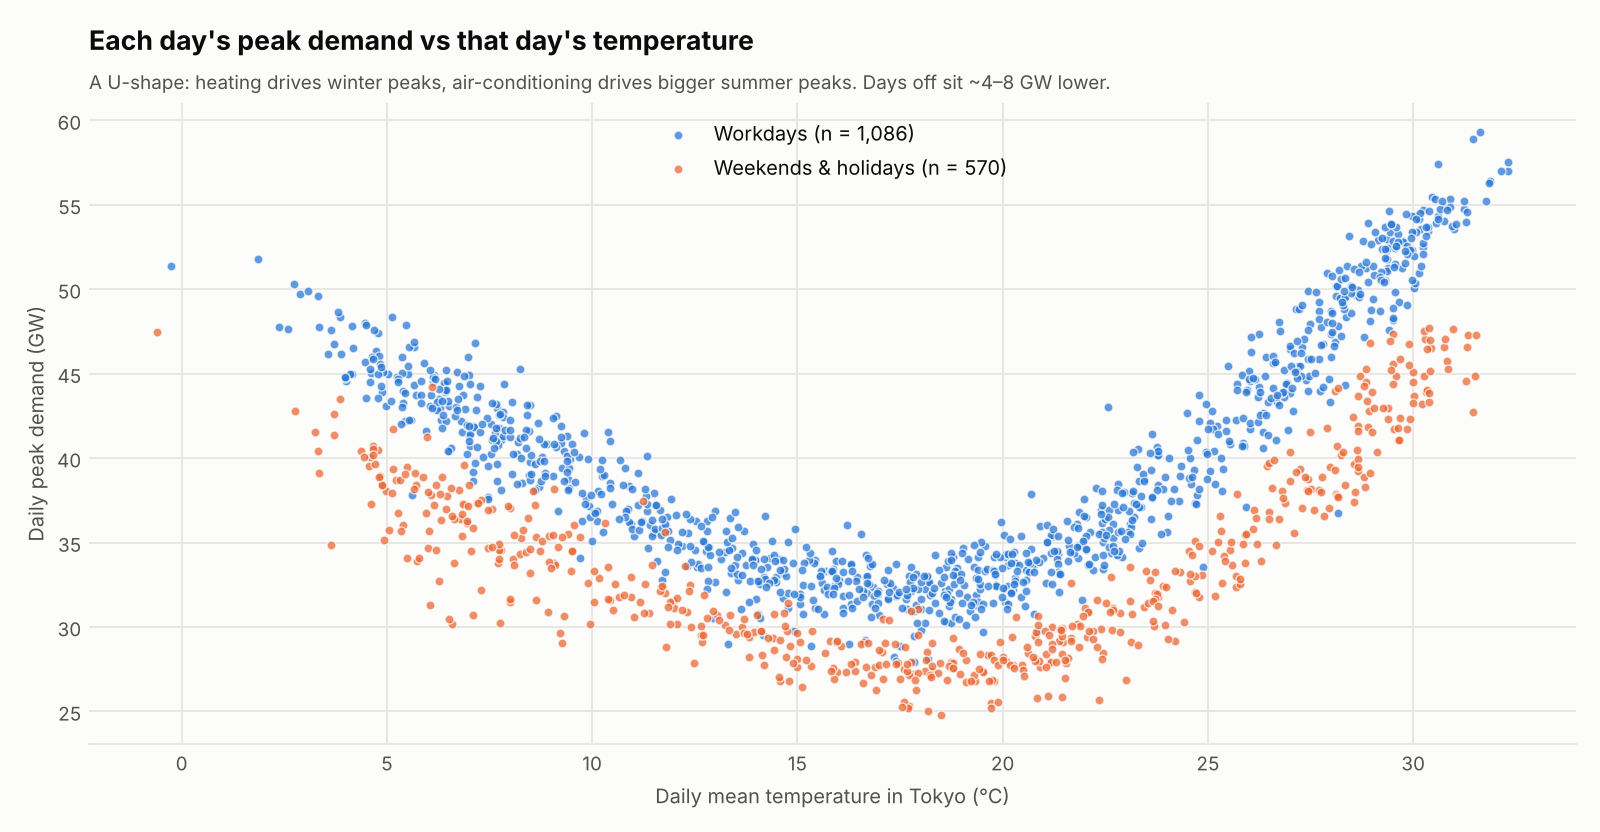 Each day's peak demand vs that day's temperature
A U-shape: heating drives winter peaks, air-conditioning drives bigger summer peaks. Days off sit ~4–8 GW lower.
Workdays (n = 1,086)
Weekends & holidays (n = 570)
Daily peak demand (GW)
60
55
50
45
40
35
30
25
0 5 10 15 20 25 30
Daily mean temperature in Tokyo (°C)